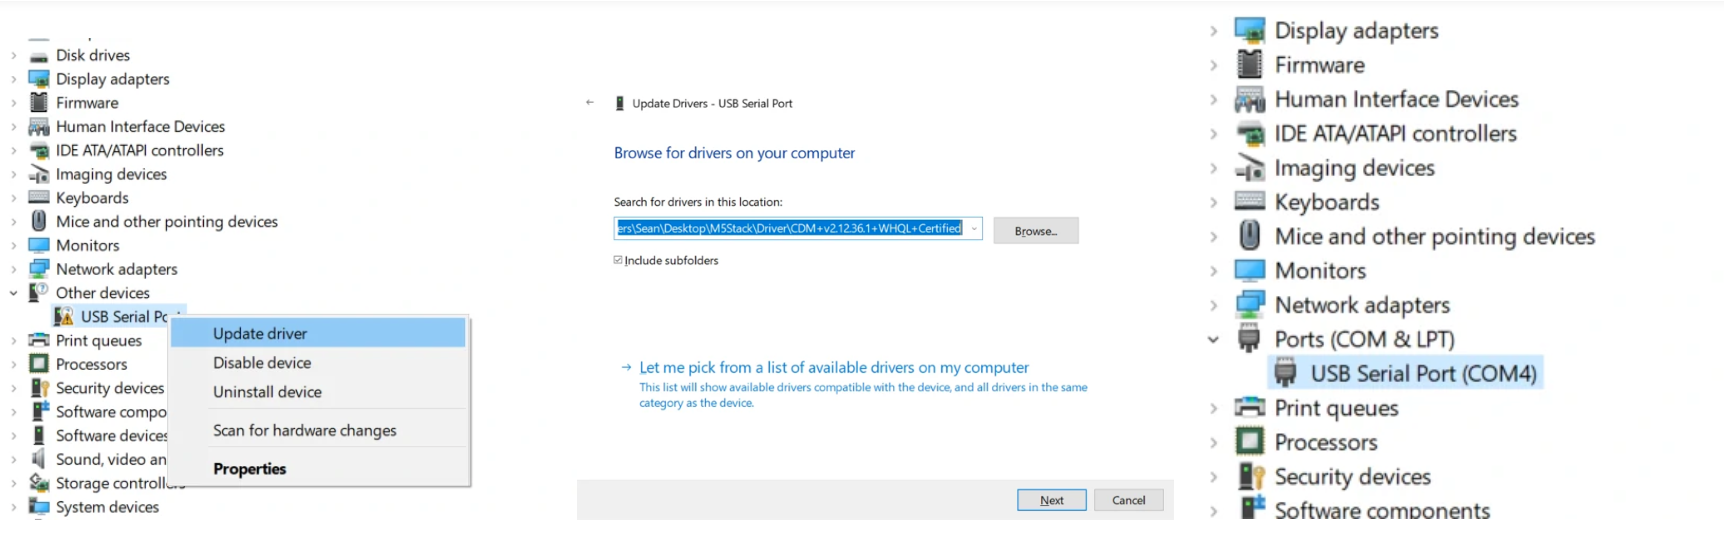 Disk drives
Display adapters
Firmware
Human Interface Devices
IDE ATA/ATAPI controllers
Imaging devices
Keyboards
Mice and other pointing devices
Monitors
Network adapters
Other devices
USB Serial
Print queues
Processors
Security devices
Software compo
Software devices
Sound, video an
Storage
System devices
Update driver
Disable device
Uninstall device
Scan for hardware changes
Properties
Update Drivers - USB Serial Port
Browse for drivers on your computer
Search for drivers in this location:
ers\Sean\Desktop\M5Stack\Driver\CDM+v2.12.36.1+WHQL+Certified
Browse...
Include subfolders
Let me pick from a list of available drivers on my computer
This list will show available drivers compatible with the device, and all drivers in the same
category as the device.
Next
Cancel
Display adapters
Firmware
Human Interface Devices
IDE ATA/ATAPI controllers
Imaging devices
Keyboards
Mice and other pointing devices
Monitors
Network adapters
Ports (COM & LPT)
USB Serial Port (COM4)
Print queues
Processors
Security devices
Software components